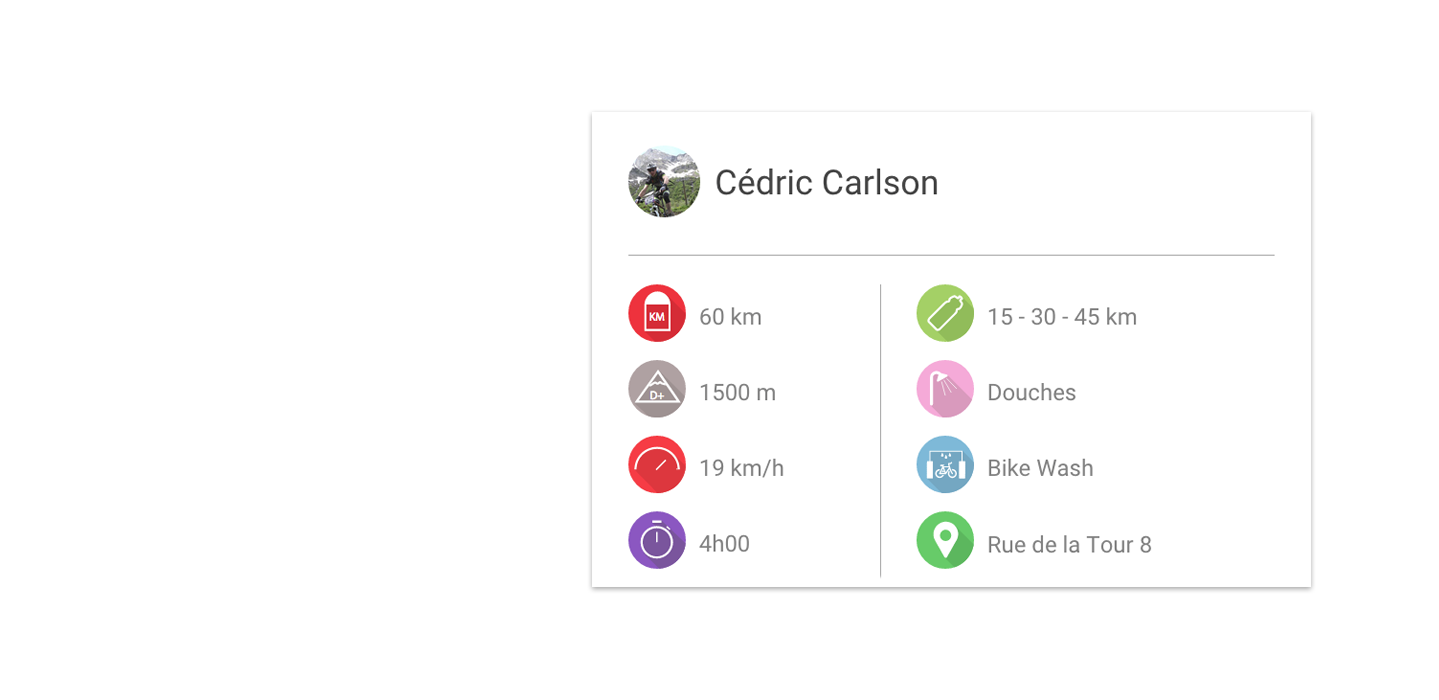 Cédric Carlson
KM
60 km
D+
1500 m
19 km/h
4h00
15 - 30 - 45 km
Douches
Bike Wash
Rue de la Tour 8